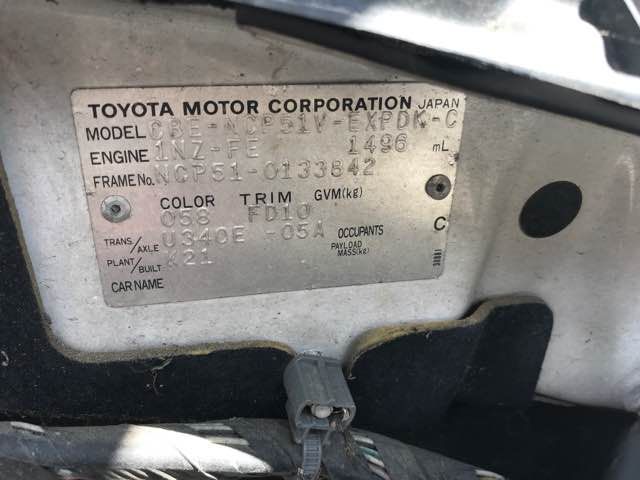 TOYOTA MOTOR CORPORATION JAPAN
MODEL CBE-NCP51V-EXPDK-C
ENGINE 1NZ-FE 1496 mL
FRAME No. NCP51-0133842
COLOR TRIM GVM(kg)
058 FD10
C
TRANS/AXLE U340E -05A OCCUPANTS
PAYLOAD MASS(kg)
PLANT/BUILT K21
CAR NAME